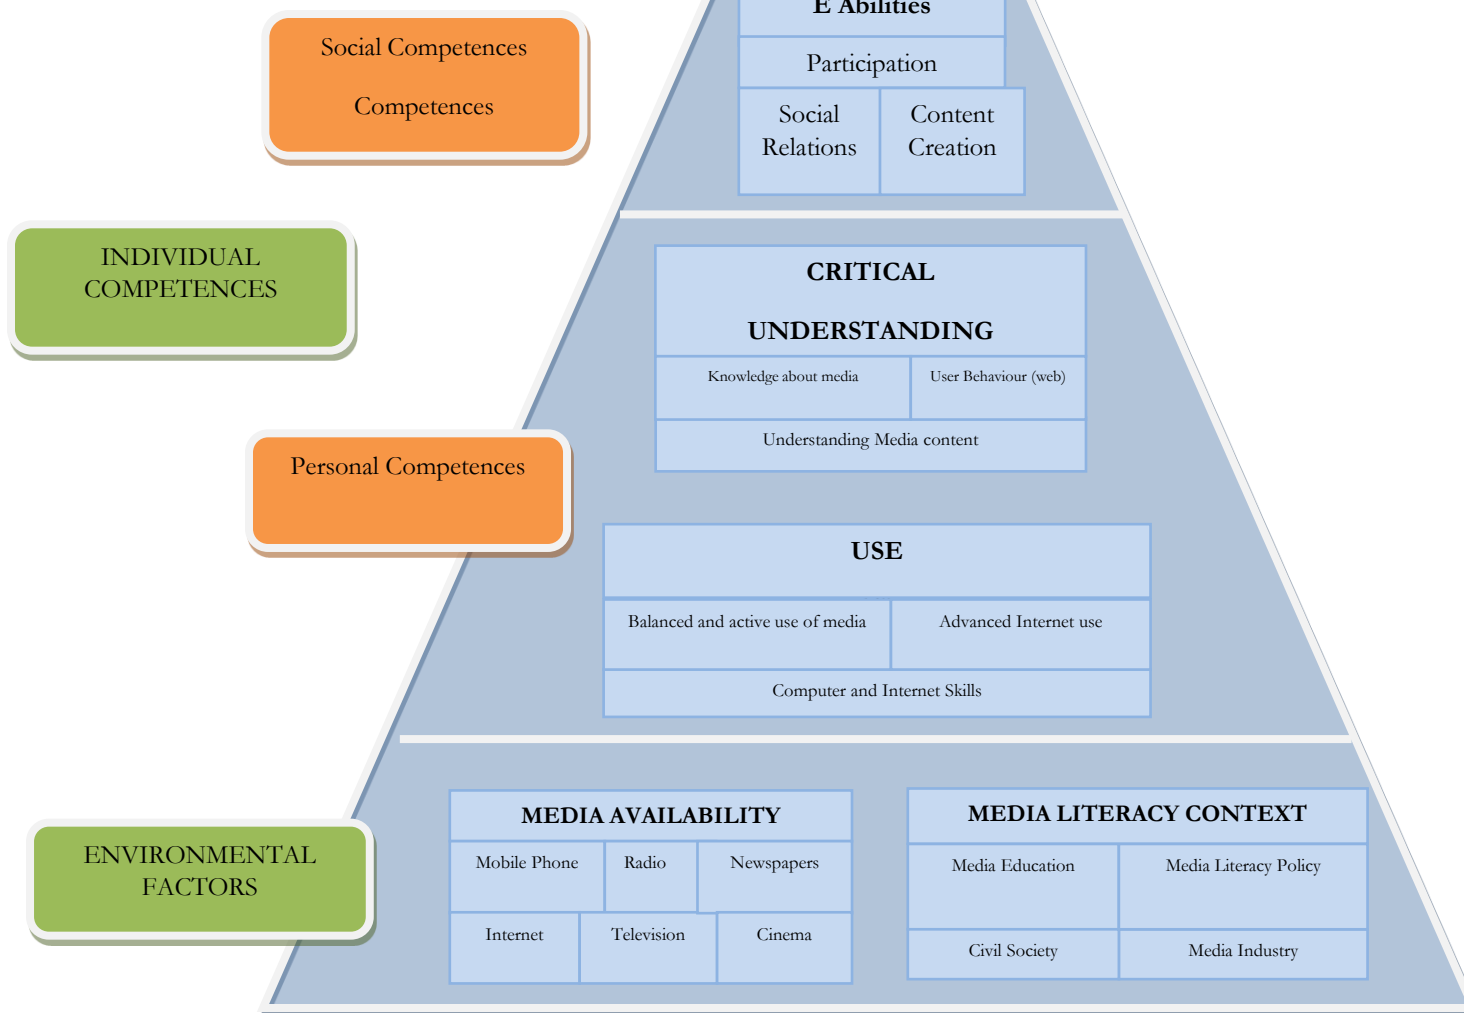 E Abilities
Social Competences
Competences
Participation
Social
Relations
Content
Creation
INDIVIDUAL
COMPETENCES
CRITICAL
UNDERSTANDING
Knowledge about media
User Behaviour (web)
Understanding Media content
Personal Competences
USE
Balanced and active use of media
Advanced Internet use
Computer and Internet Skills
ENVIRONMENTAL
FACTORS
MEDIA AVAILABILITY
Mobile Phone
Radio
Newspapers
Internet
Television
Cinema
MEDIA LITERACY CONTEXT
Media Education
Media Literacy Policy
Civil Society
Media Industry